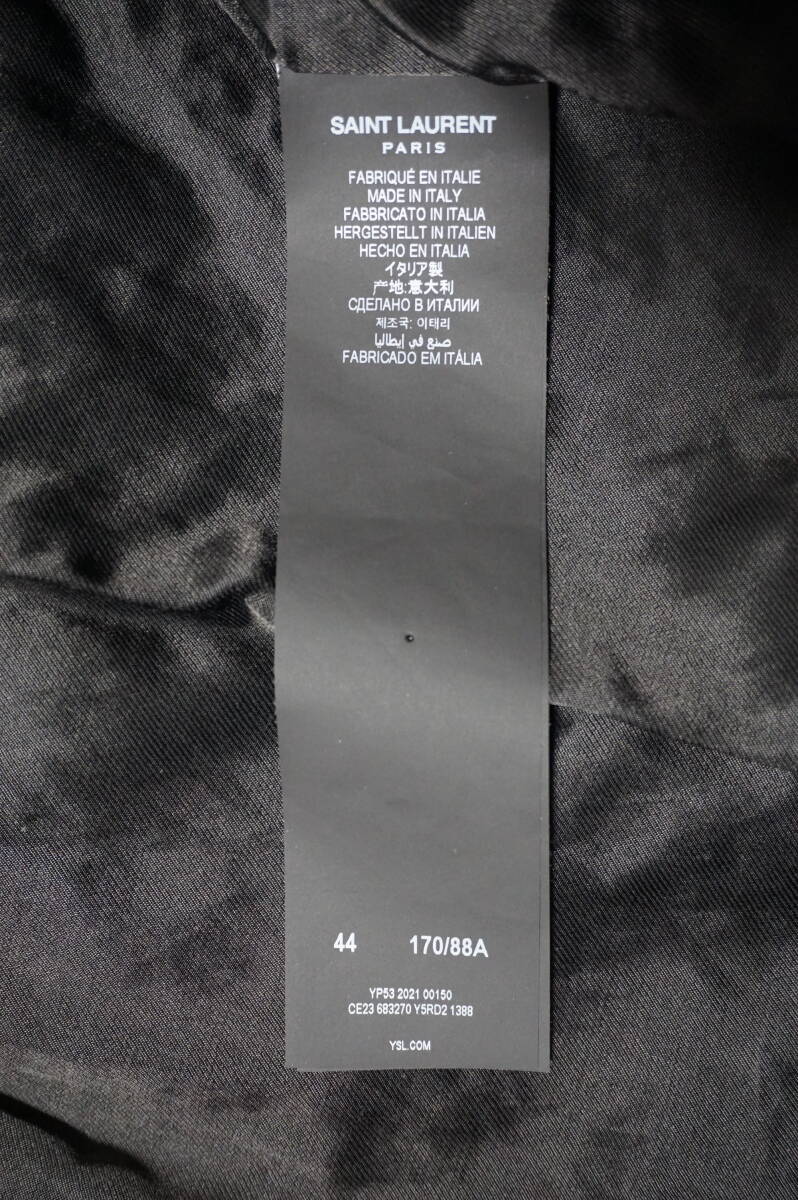 SAINT LAURENT
PARIS
FABRIQUÉ EN ITALIE
MADE IN ITALY
FABBRICATO IN ITALIA
HERGESTELLT IN ITALIEN
HECHO EN ITALIA
イタリア製
产地:意大利
СДЕЛАНО В ИТАЛИИ
제조국: 이태리
صنع في إيطاليا
FABRICADO EM ITÁLIA
44 170/88A
YP53 2021 00150
CE23 683270 Y5RD2 1388
YSL.COM